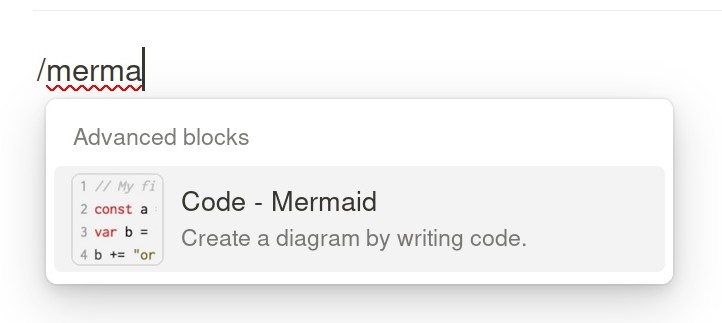 /merma
Advanced blocks
1 // My fi
2 const a
3 var b =
4 b += "or
Code - Mermaid
Create a diagram by writing code.